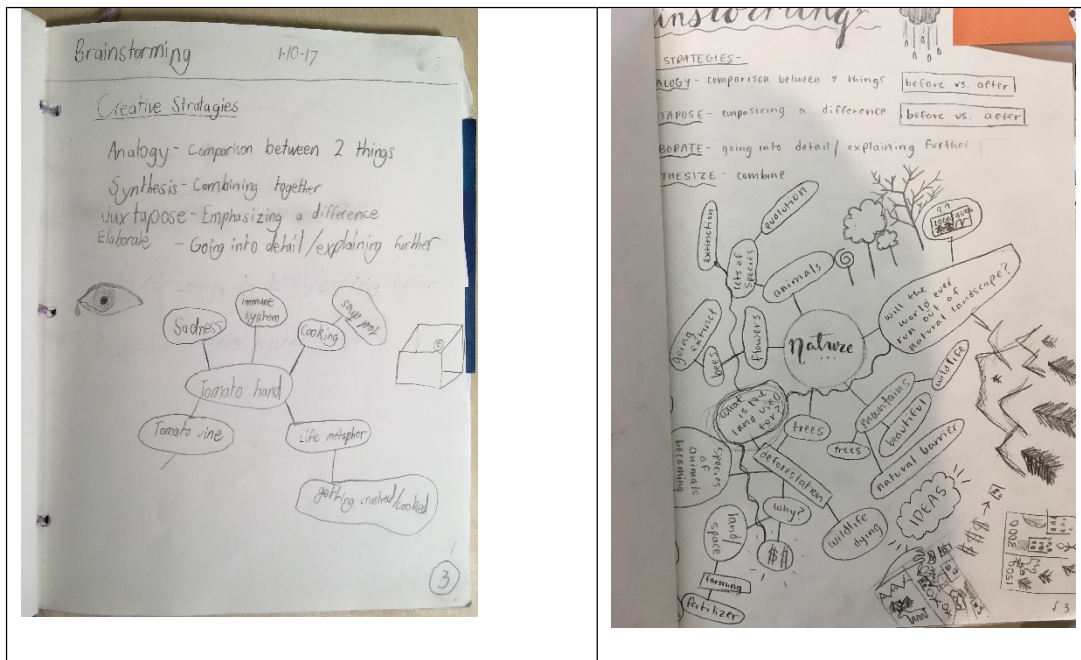 Brainstorming 1-10-17
Creative Stratagies
Analogy - Comparison between 2 things
Synthesis - Combining together
Juxtapose - Emphasizing a difference
Elaborate - Going into detail/explaining further
Sadness
immune system
Cooking
Tomato hand
Tomato vine
Life metaphor
getting crushed/cooked
3
instorming
STRATEGIES-
ALOGY - comparison between 2 things before vs. after
TAPOSE - empasizing a difference before vs. after
BORATE - going into detail/ explaining further
THESIZE - combine
extinction
evolution
lots of
species
animals
will the
world ever
run out of
natural landscape?
going extinct
bees
flowers
Nature
...
What
is the
land used
for?
trees
mountains
wildlife
beautiful
trees
natural barrier
species
of
animals
becoming
deforestation
why?
land/
space
wildlife
dying
IDEAS
$$$
farming
fertilizer
$$$
1500
3000